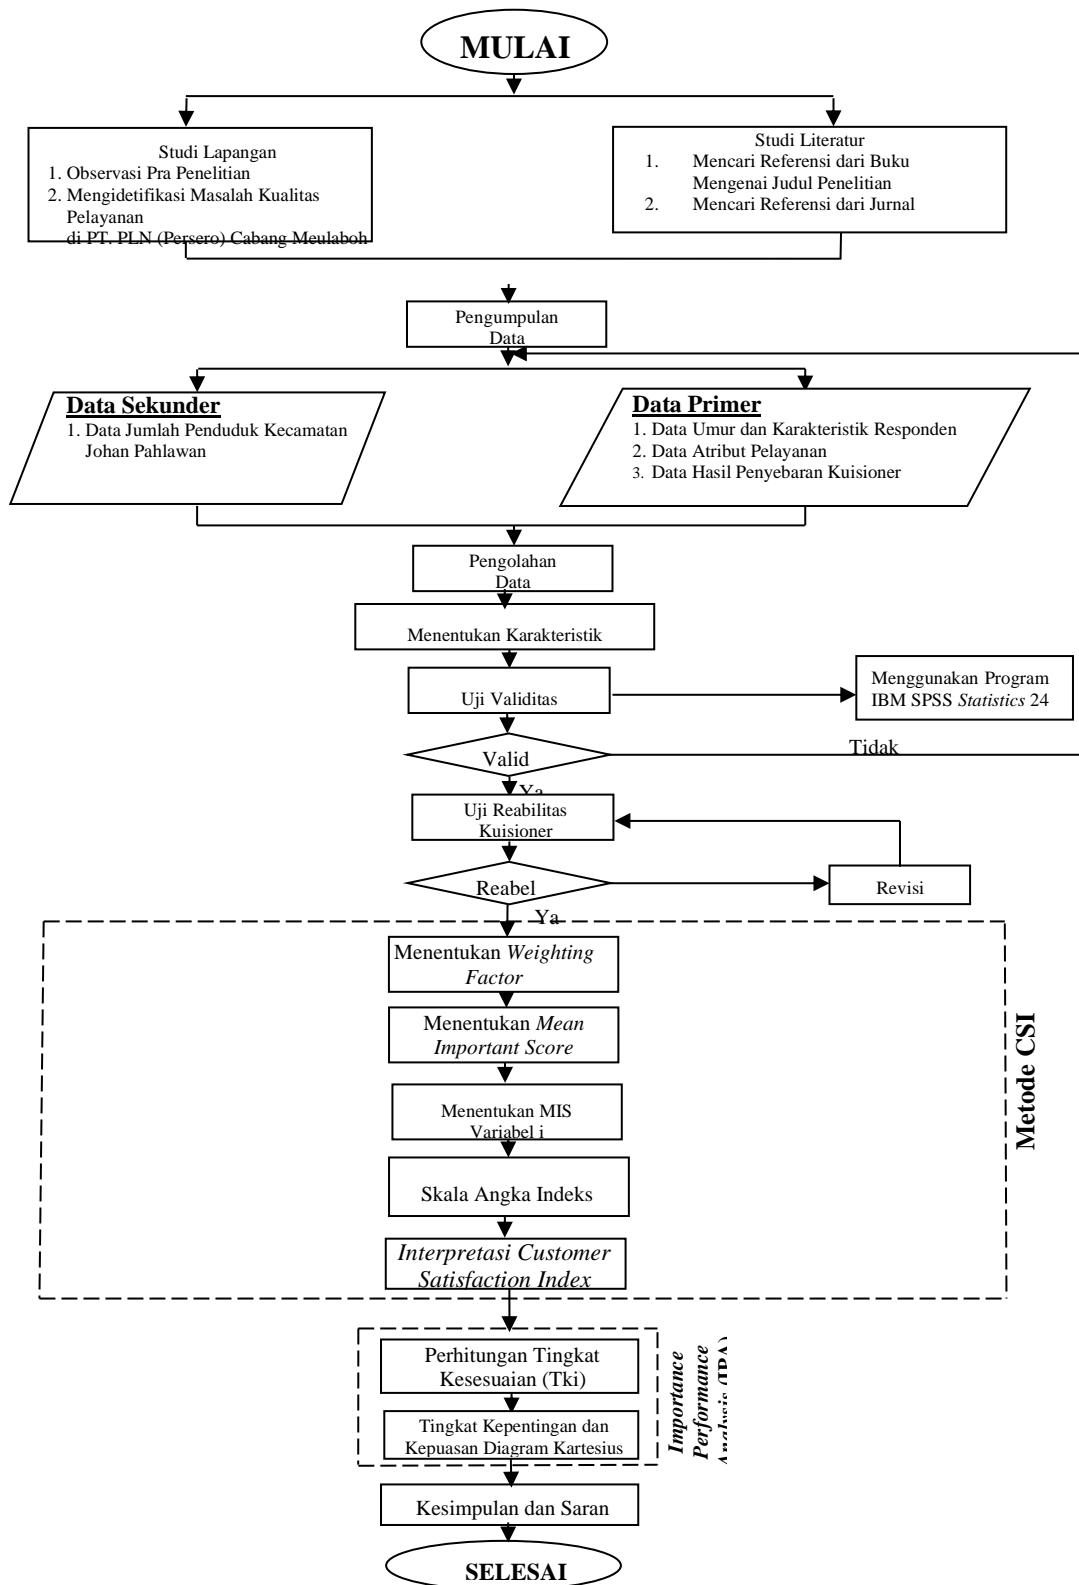 MULAI
Studi Lapangan
1. Observasi Pra Penelitian
2. Mengidetifikasi Masalah Kualitas
Pelayanan
di PT. PLN (Persero) Cabang Meulaboh
Studi Literatur
1. Mencari Referensi dari Buku
Mengenai Judul Penelitian
2. Mencari Referensi dari Jurnal
Pengumpulan
Data
Data Sekunder
1. Data Jumlah Penduduk Kecamatan
Johan Pahlawan
Data Primer
1. Data Umur dan Karakteristik Responden
2. Data Atribut Pelayanan
3. Data Hasil Penyebaran Kuisioner
Pengolahan
Data
Menentukan Karakteristik
Uji Validitas
Menggunakan Program
IBM SPSS Statistics 24
Valid
Tidak
Ya
Uji Reabilitas
Kuisioner
Reabel
Revisi
Ya
Menentukan Weighting
Factor
Menentukan Mean
Important Score
Menentukan MIS
Variabel i
Skala Angka Indeks
Interpretasi Customer
Satisfaction Index
Metode CSI
Perhitungan Tingkat
Kesesuaian (Tki)
Tingkat Kepentingan dan
Kepuasan Diagram Kartesius
Importance
Performance
Analysis (IPA)
Kesimpulan dan Saran
SELESAI